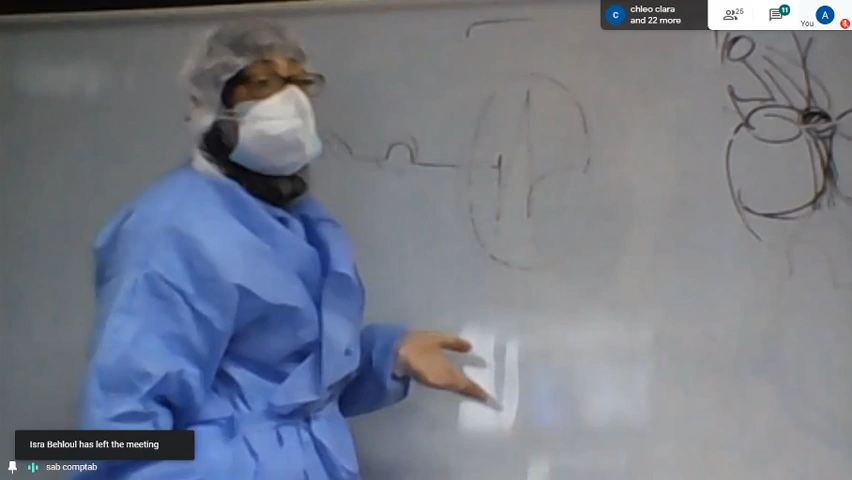 chleo clara
and 22 more
C
25
11
You
A
Isra Behloul has left the meeting
sab comptab